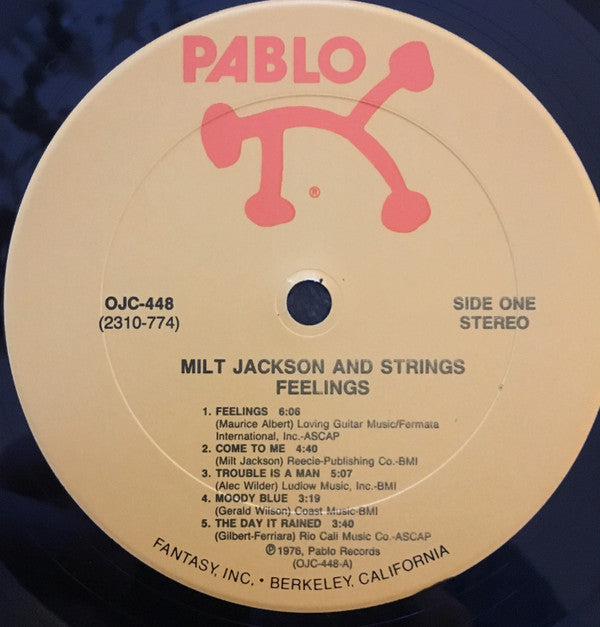 PABLO
®
OJC-448
(2310-774)
SIDE ONE
STEREO
MILT JACKSON AND STRINGS
FEELINGS
1. FEELINGS 6:06
(Maurice Albert) Loving Guitar Music/Fermata
International, Inc.-ASCAP
2. COME TO ME 4:40
(Milt Jackson) Reecie-Publishing Co.-BMI
3. TROUBLE IS A MAN 5:07
(Alec Wilder) Ludlow Music, Inc.-BMI
4. MOODY BLUE 3:19
(Gerald Wilson) Coast Music-BMI
5. THE DAY IT RAINED 3:40
(Gilbert-Ferriara) Rio Cali Music Co.-ASCAP
℗1976, Pablo Records
(OJC-448-A)
FANTASY, INC. • BERKELEY, CALIFORNIA